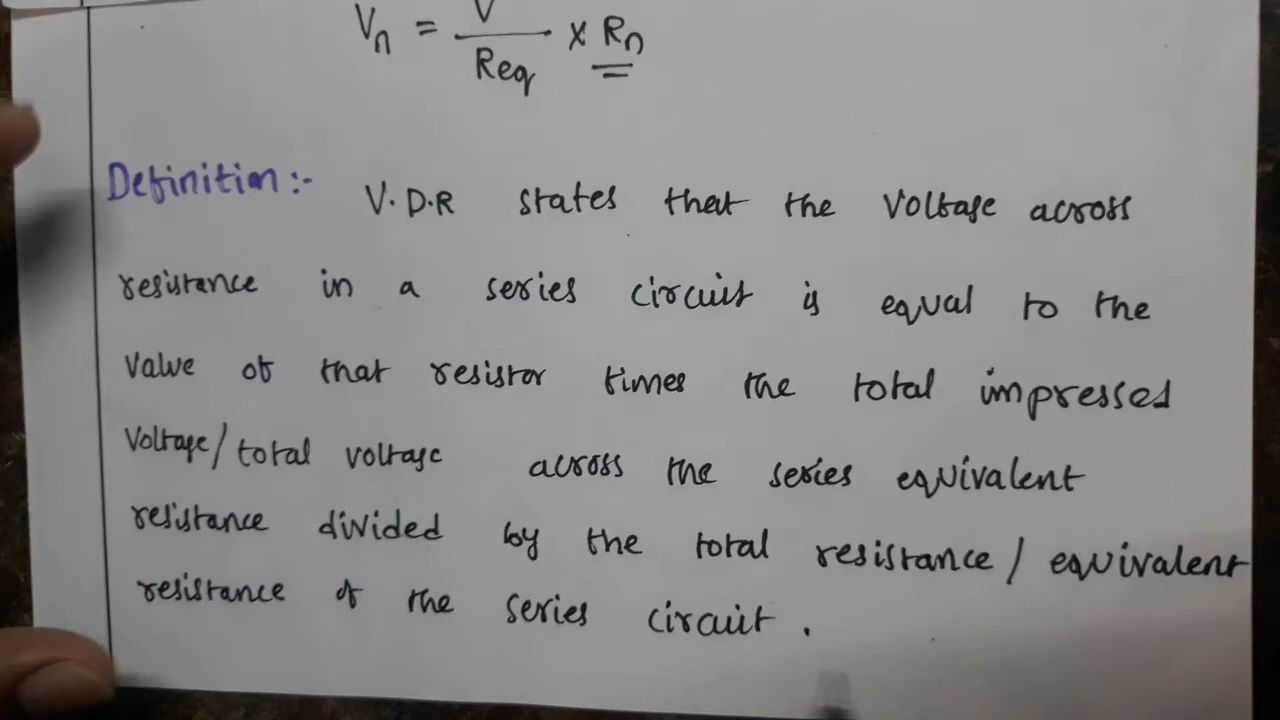 Vn = V/Req × Rn
Definition:- V.D.R states that the voltage across
resistance in a series circuit is equal to the
value of that resistor times the total impressed
voltage/total voltage across the series equivalent
resistance divided by the total resistance/equivalent
resistance of the series circuit.